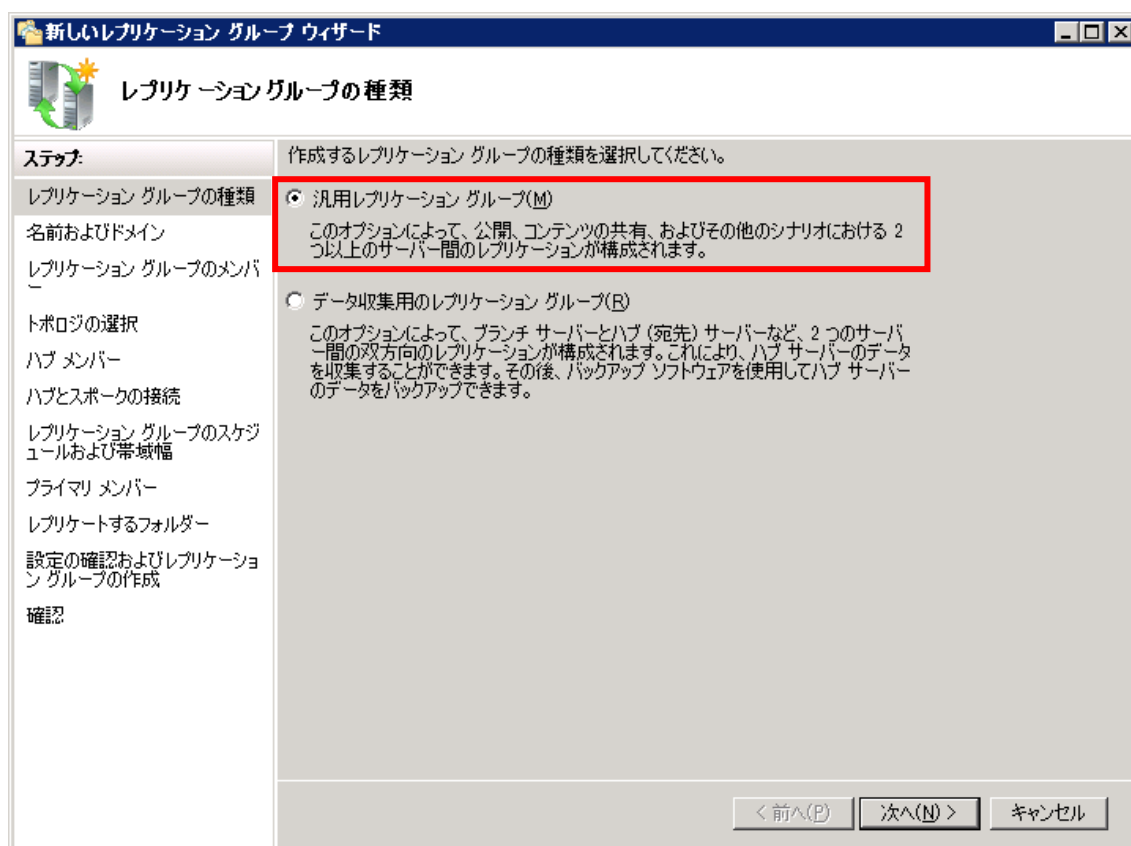 新しいレプリケーション グループ ウィザード
レプリケーション グループの種類
ステップ:
作成するレプリケーション グループの種類を選択してください。
レプリケーション グループの種類
名前およびドメイン
レプリケーション グループのメンバ
ー
トポロジの選択
ハブ メンバー
ハブとスポークの接続
レプリケーション グループのスケジ
ュールおよび帯域幅
プライマリ メンバー
レプリケートするフォルダー
設定の確認およびレプリケーショ
ン グループの作成
確認
汎用レプリケーション グループ(M)
このオプションによって、公開、コンテンツの共有、およびその他のシナリオにおける 2
つ以上のサーバー間のレプリケーションが構成されます。
データ収集用のレプリケーション グループ(R)
このオプションによって、ブランチ サーバーとハブ (宛先) サーバーなど、2 つのサーバ
ー間の双方向のレプリケーションが構成されます。これにより、ハブ サーバーのデータ
を収集することができます。その後、バックアップ ソフトウェアを使用してハブ サーバー
のデータをバックアップできます。
< 前へ(P)
次へ(N) >
キャンセル